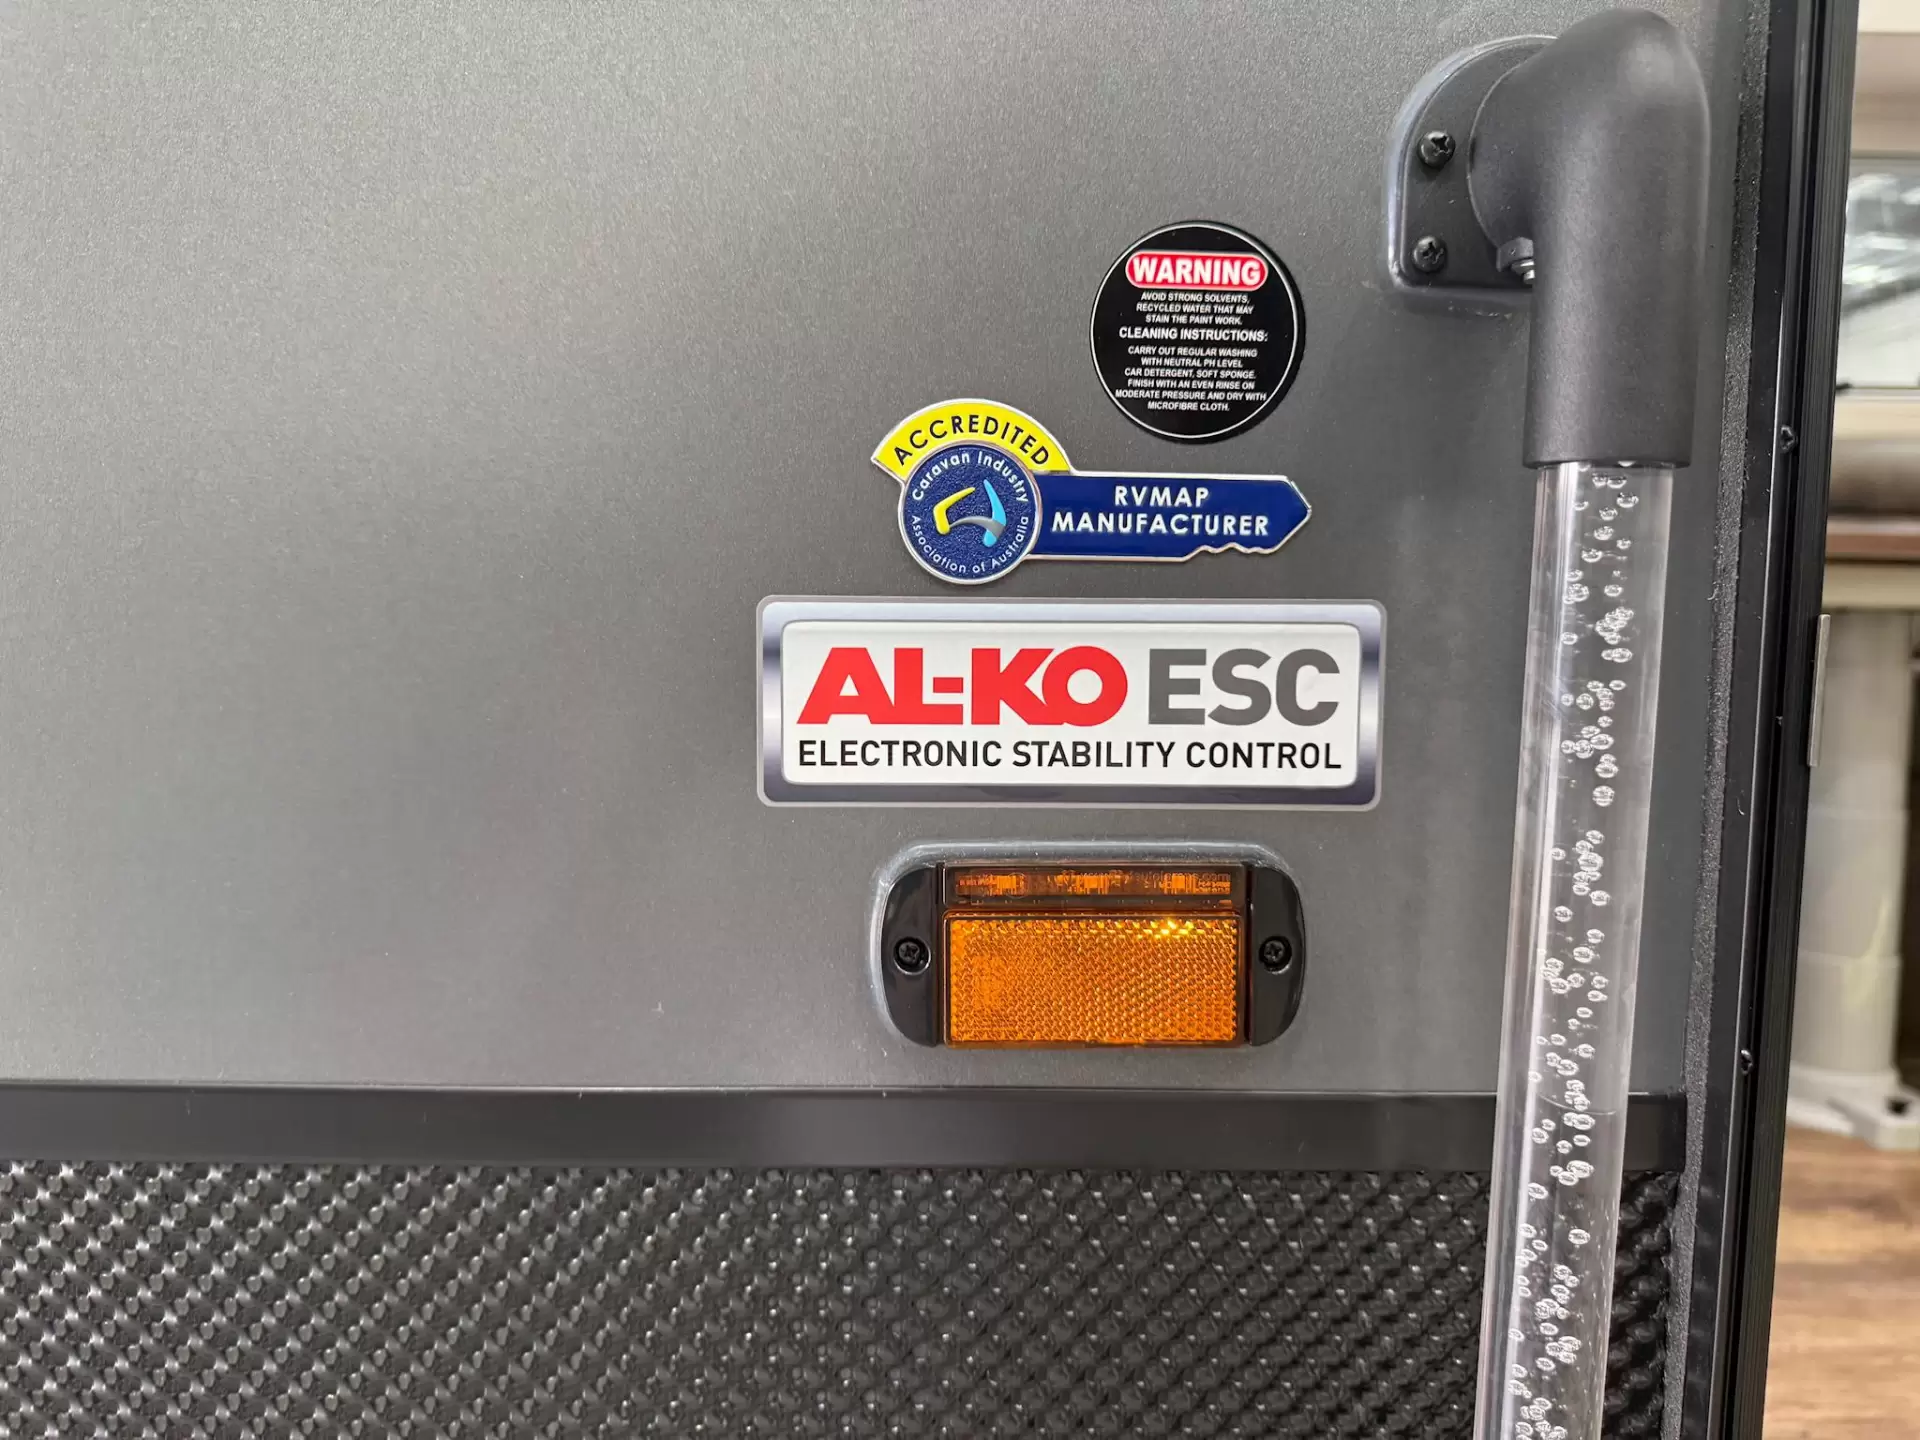 WARNING
AVOID STRONG SOLVENTS,
RECYCLED WATER THAT MAY
STAIN THE PAINT WORK.
CLEANING INSTRUCTIONS:
CARRY OUT REGULAR WASHING
WITH NEUTRAL PH LEVEL
CAR DETERGENT, SOFT SPONGE.
FINISH WITH AN EVEN RINSE ON
MODERATE PRESSURE AND DRY WITH
MICROFIBRE CLOTH.
ACCREDITED
Caravan Industry
Association of Australia
RVMAP
MANUFACTURER
AL-KO ESC
ELECTRONIC STABILITY CONTROL